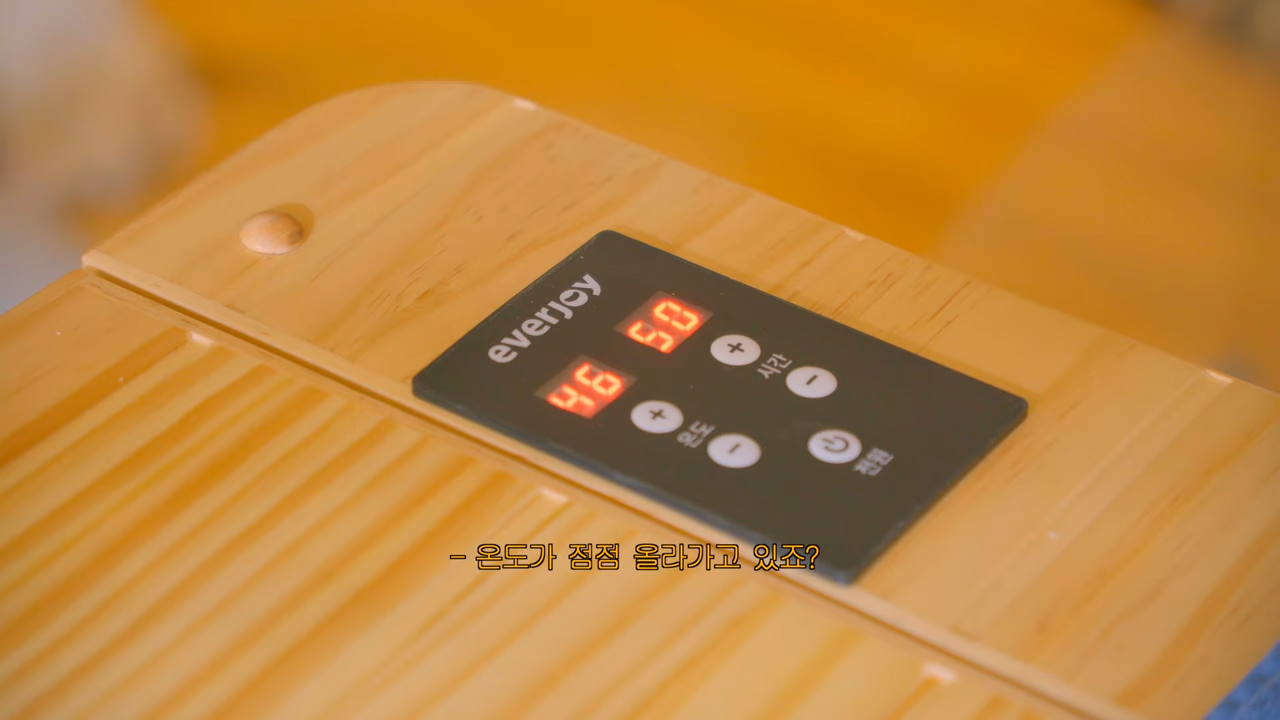 everjoy
50
+ 시간 -
46
+ 온도 -
전원
- 온도가 점점 올라가고 있죠?